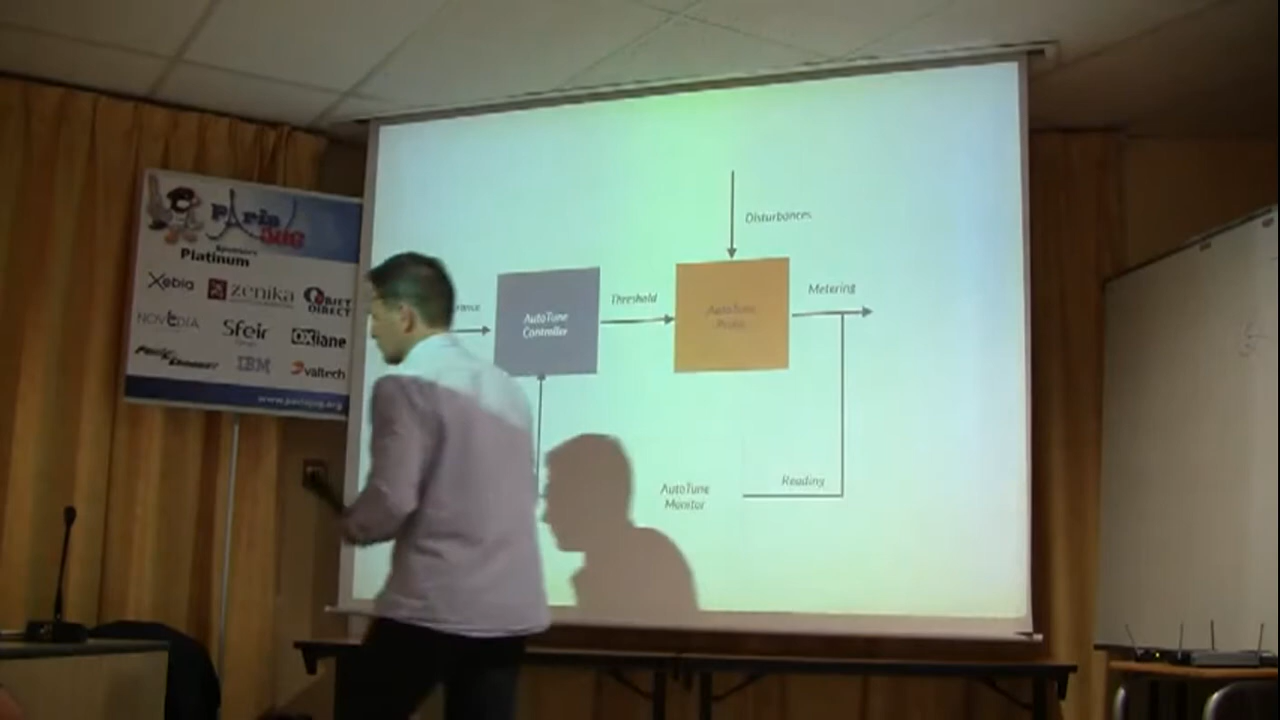 Paris
JUG
Sponsors
Platinum
Xebia
zenika
OBJET
DIRECT
NOVEDIA
Sfeir
OXiane
IBM
valtech
www.parisjug.org
Disturbances
AutoTune
Controller
Threshold
AutoTune
Metering
AutoTune
Monitor
Reading